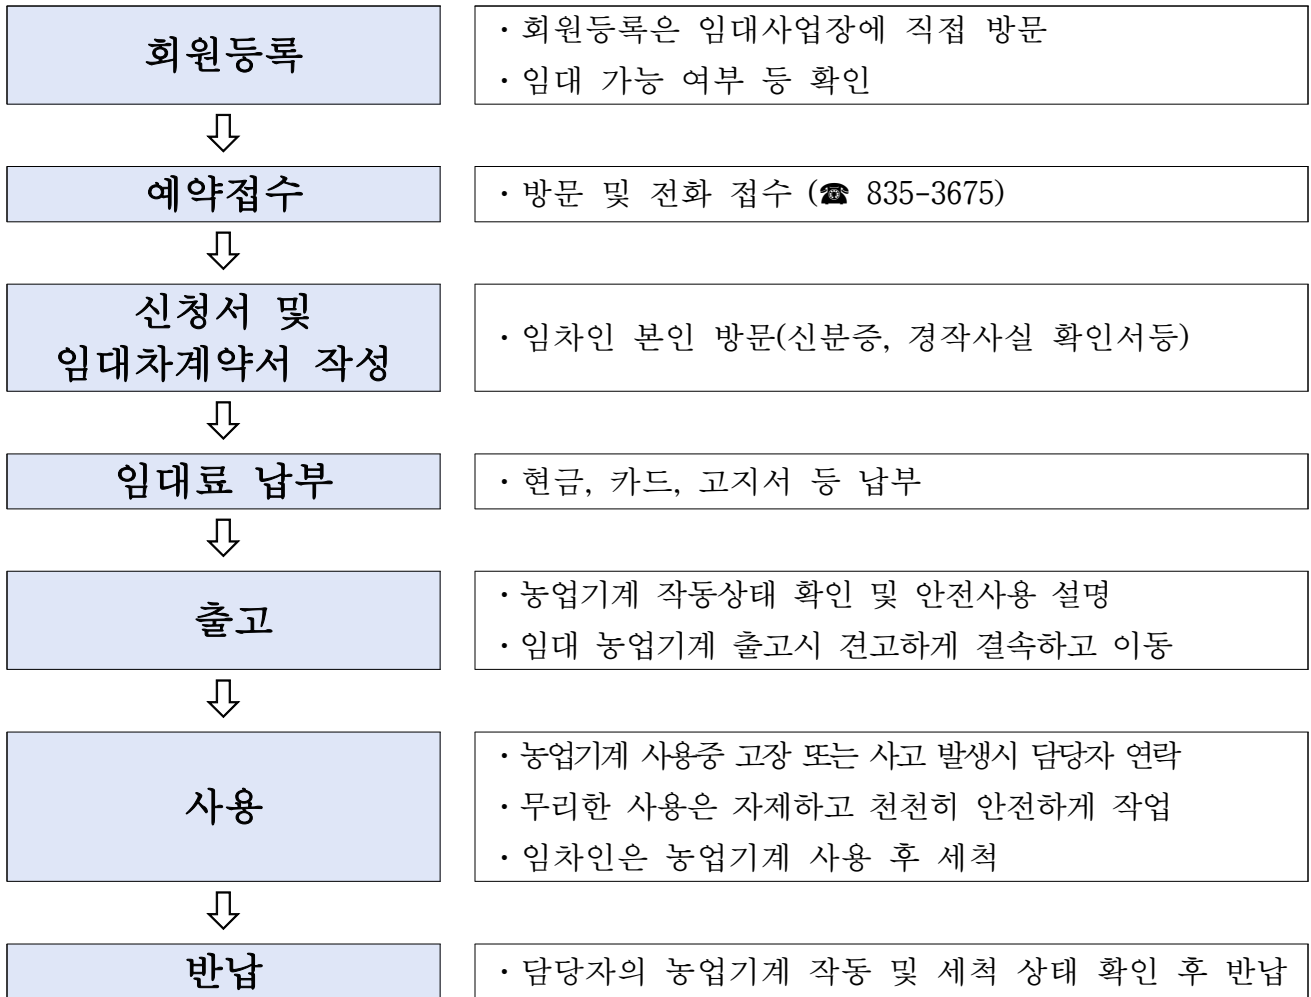 회원등록
· 회원등록은 임대사업장에 직접 방문
· 임대 가능 여부 등 확인
⇩
예약접수
· 방문 및 전화 접수 (☎ 835-3675)
⇩
신청서 및
임대차계약서 작성
· 임차인 본인 방문(신분증, 경작사실 확인서등)
⇩
임대료 납부
· 현금, 카드, 고지서 등 납부
⇩
출고
· 농업기계 작동상태 확인 및 안전사용 설명
· 임대 농업기계 출고시 견고하게 결속하고 이동
⇩
사용
· 농업기계 사용중 고장 또는 사고 발생시 담당자 연락
· 무리한 사용은 자제하고 천천히 안전하게 작업
· 임차인은 농업기계 사용 후 세척
⇩
반납
· 담당자의 농업기계 작동 및 세척 상태 확인 후 반납